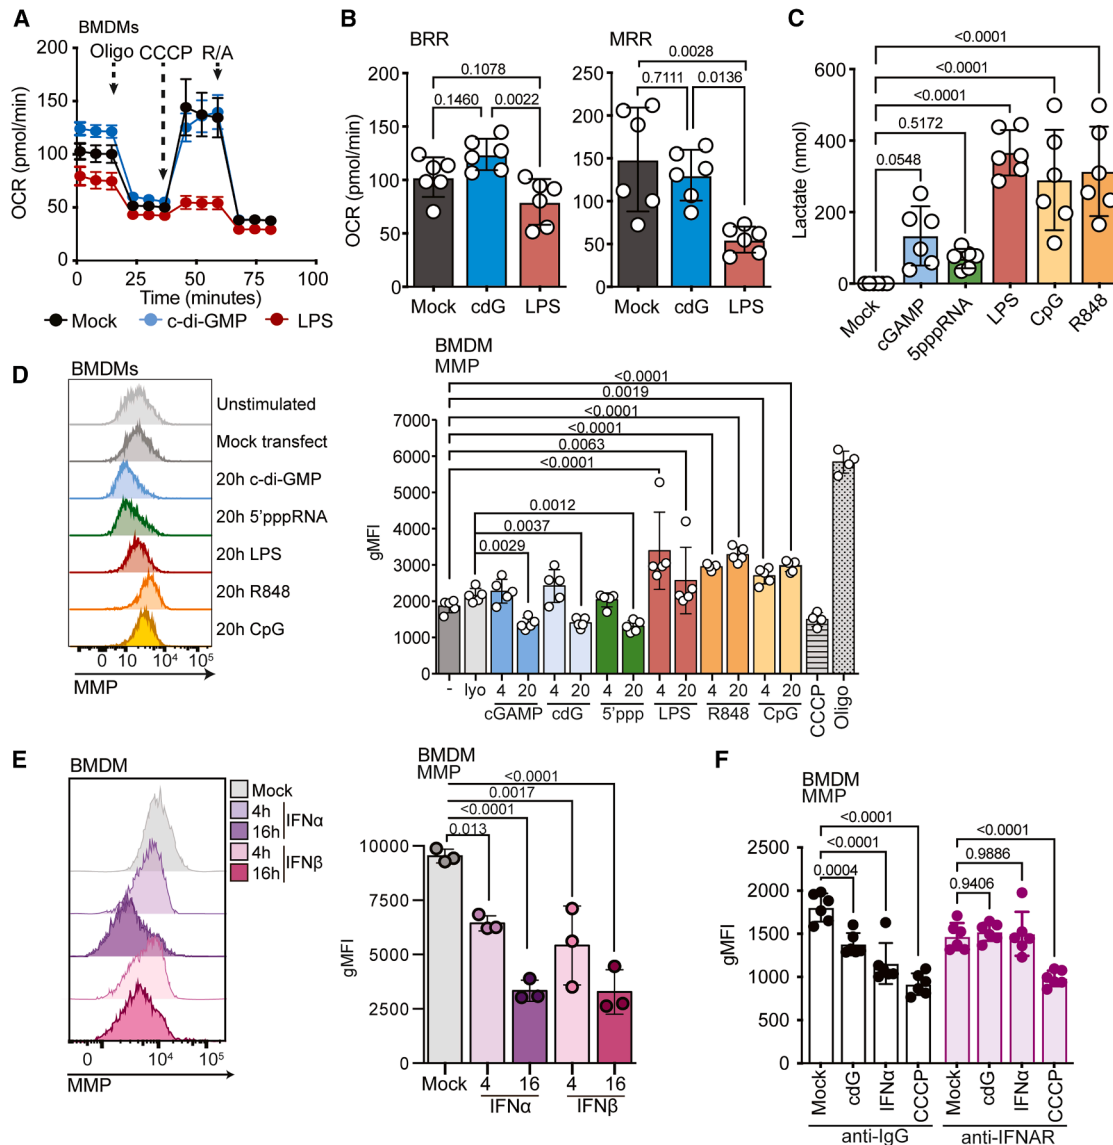 A
BMDMs
Oligo CCCP R/A
200
150
100
50
0
OCR (pmol/min)
0 25 50 75 100
Time (minutes)
Mock c-di-GMP LPS
B
BRR
0.1078
0.1460 0.0022
200
150
100
50
0
OCR (pmol/min)
Mock cdG LPS
MRR
0.0028
0.7111 0.0136
250
200
150
100
50
0
Mock cdG LPS
C
<0.0001
<0.0001
<0.0001
0.5172
0.0548
600
400
200
0
Lactate (nmol)
Mock cGAMP 5pppRNA LPS CpG R848
D
BMDMs
Unstimulated
Mock transfect
20h c-di-GMP
20h 5'pppRNA
20h LPS
20h R848
20h CpG
0 10 10⁴ 10⁵
MMP
BMDM
MMP
<0.0001
0.0019
<0.0001
<0.0001
0.0063
<0.0001
0.0012
0.0037
0.0029
7000
6000
5000
4000
3000
2000
1000
0
gMFI
- lyo 4 20 4 20 4 20 4 20 4 20 4 20 CCCP Oligo
cGAMP cdG 5'ppp LPS R848 CpG
E
BMDM
Mock
4h
16h
IFNα
4h
16h
IFNβ
0 10⁴ 10⁵
MMP
BMDM
MMP
<0.0001
0.0017
<0.0001
0.013
10000
7500
5000
2500
0
gMFI
Mock 4 16 4 16
IFNα IFNβ
F
BMDM
MMP
<0.0001
<0.0001
0.0004
<0.0001
0.9886
0.9406
2500
2000
1500
1000
500
0
gMFI
Mock cdG IFNα CCCP Mock cdG IFNα CCCP
anti-IgG anti-IFNAR